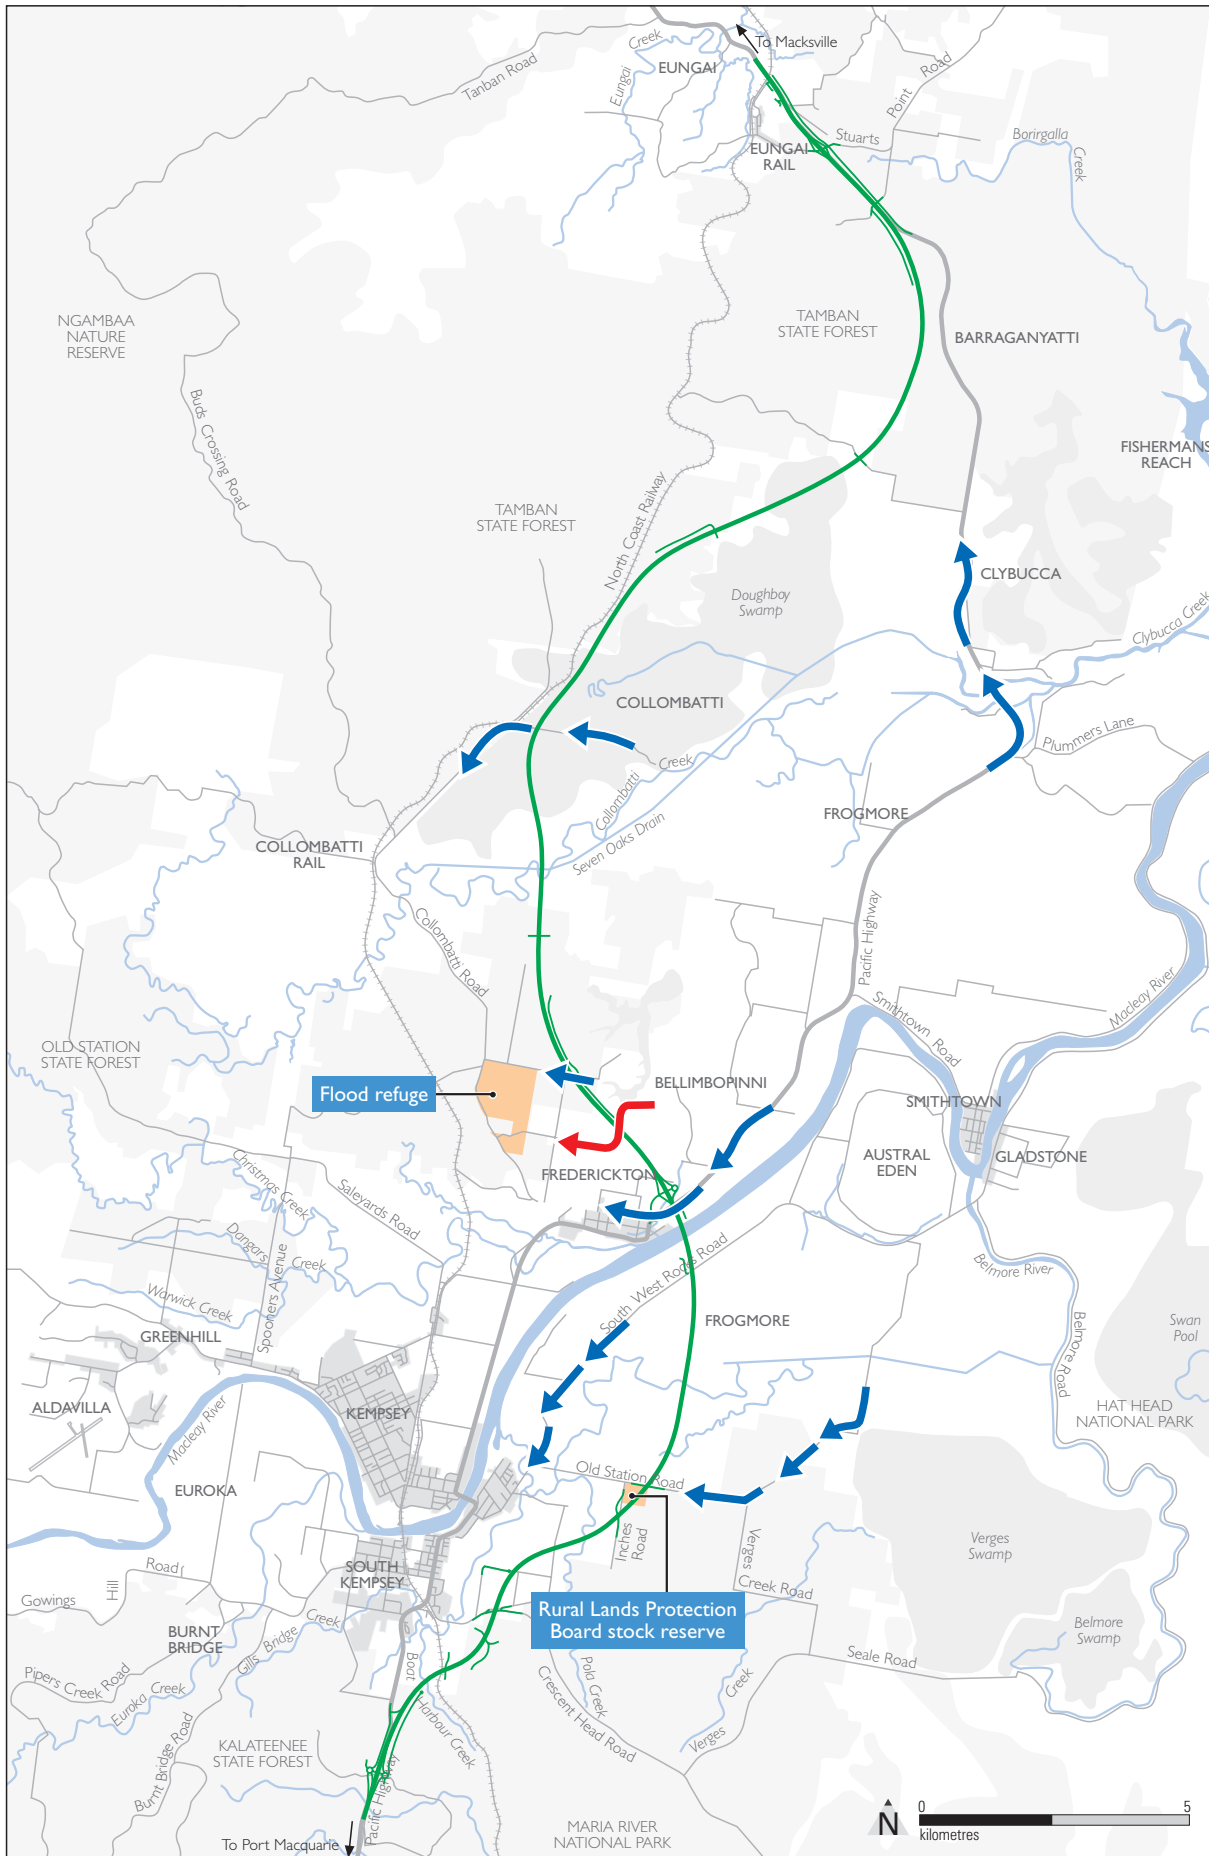 To Macksville
Creek
EUNGAI
Tanban Road
Eungai
Point Road
Stuarts
Borirgalla
Creek
EUNGAI
RAIL
NGAMBAA
NATURE
RESERVE
TAMBAN
STATE FOREST
BARRAGANYATTI
Buds Crossing Road
FISHERMANS
REACH
North Coast Railway
TAMBAN
STATE FOREST
CLYBUCCA
Doughboy
Swamp
Clybucca Creek
COLLOMBATTI
Plummers Lane
Creek
Collombatti
FROGMORE
Seven Oaks Drain
COLLOMBATTI
RAIL
Collombatti Road
Pacific Highway
Macleay River
Smithtown Road
OLD STATION
STATE FOREST
Flood refuge
BELLIMBOPINNI
SMITHTOWN
AUSTRAL
EDEN
GLADSTONE
FREDERICKTON
Christmas Creek
Saleyards Road
Dangars Creek
Spooners Avenue
South West Rocks Road
Belmore River
Warwick Creek
GREENHILL
FROGMORE
Belmore Road
Swan
Pool
ALDAVILLA
KEMPSEY
HAT HEAD
NATIONAL PARK
Macleay River
Old Station Road
EUROKA
Inches
Road
Verges
Creek Road
Verges
Swamp
SOUTH
KEMPSEY
Road
Hill
Gowings
Rural Lands Protection
Board stock reserve
BURNT
BRIDGE
Gills Bridge Creek
Belmore
Swamp
Seale Road
Pipers Creek Road
Euroka Creek
Boat
Harbour Creek
Pola Creek
Crescent Head Road
Verges Creek
Burnt Bridge Road
KALATEENEE
STATE FOREST
Pacific Highway
N
0
5
kilometres
MARIA RIVER
NATIONAL PARK
To Port Macquarie